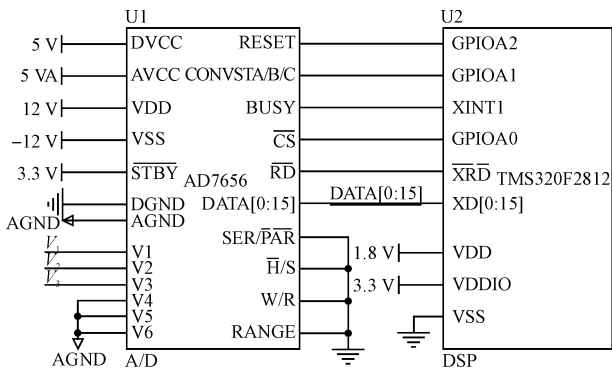 U1
U2
5 V
DVCC
RESET
GPIOA2
5 VA
AVCC
CONVSTA/B/C
GPIOA1
12 V
VDD
BUSY
XINT1
−12 V
VSS
CS
GPIOA0
3.3 V
STBY
AD7656
RD
XRD
TMS320F2812
DGND
DATA[0:15]
DATA[0:15]
XD[0:15]
AGND
AGND
SER/PAR
V1
V1
1.8 V
VDD
V2
V2
H/S
V3
V3
3.3 V
VDDIO
V4
W/R
V5
VSS
V6
RANGE
AGND
A/D
DSP